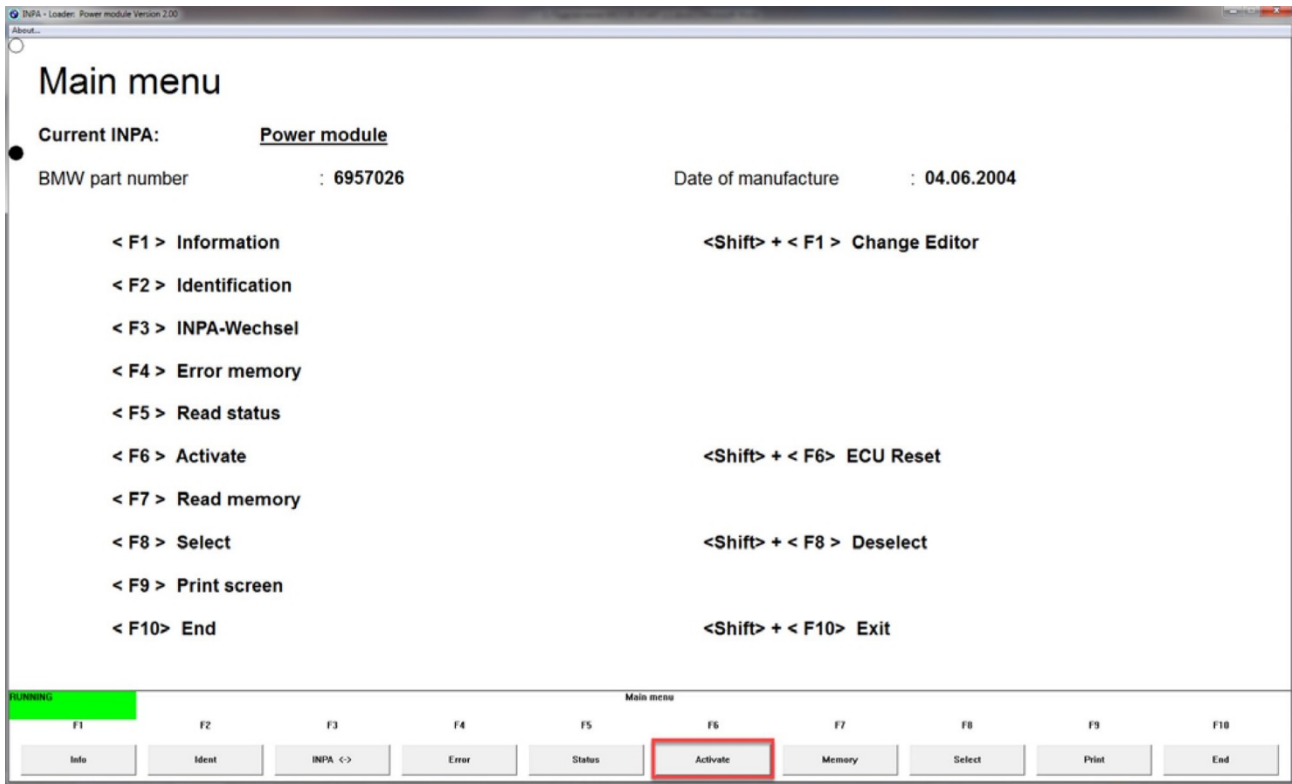 INPA - Loader: Power module Version 2.00
About...
Main menu
Current INPA: Power module
BMW part number : 6957026 Date of manufacture : 04.06.2004
< F1 > Information <Shift> + < F1 > Change Editor
< F2 > Identification
< F3 > INPA-Wechsel
< F4 > Error memory
< F5 > Read status
< F6 > Activate <Shift> + < F6> ECU Reset
< F7 > Read memory
< F8 > Select <Shift> + < F8 > Deselect
< F9 > Print screen
< F10> End <Shift> + < F10> Exit
RUNNING Main menu
F1 F2 F3 F4 F5 F6 F7 F8 F9 F10
Info Ident INPA <-> Error Status Activate Memory Select Print End